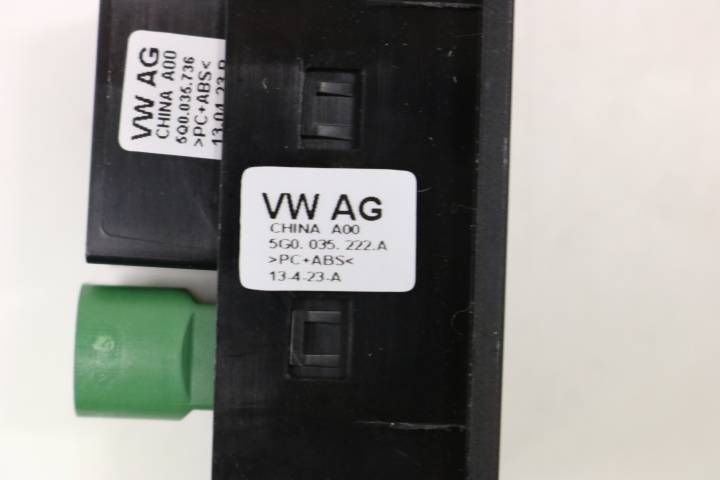 VW AG
CHINA A00
5Q0.035.736
>PC+ABS<
VW AG
CHINA A00
5G0. 035. 222.A
>PC+ABS<
13-4-23-A